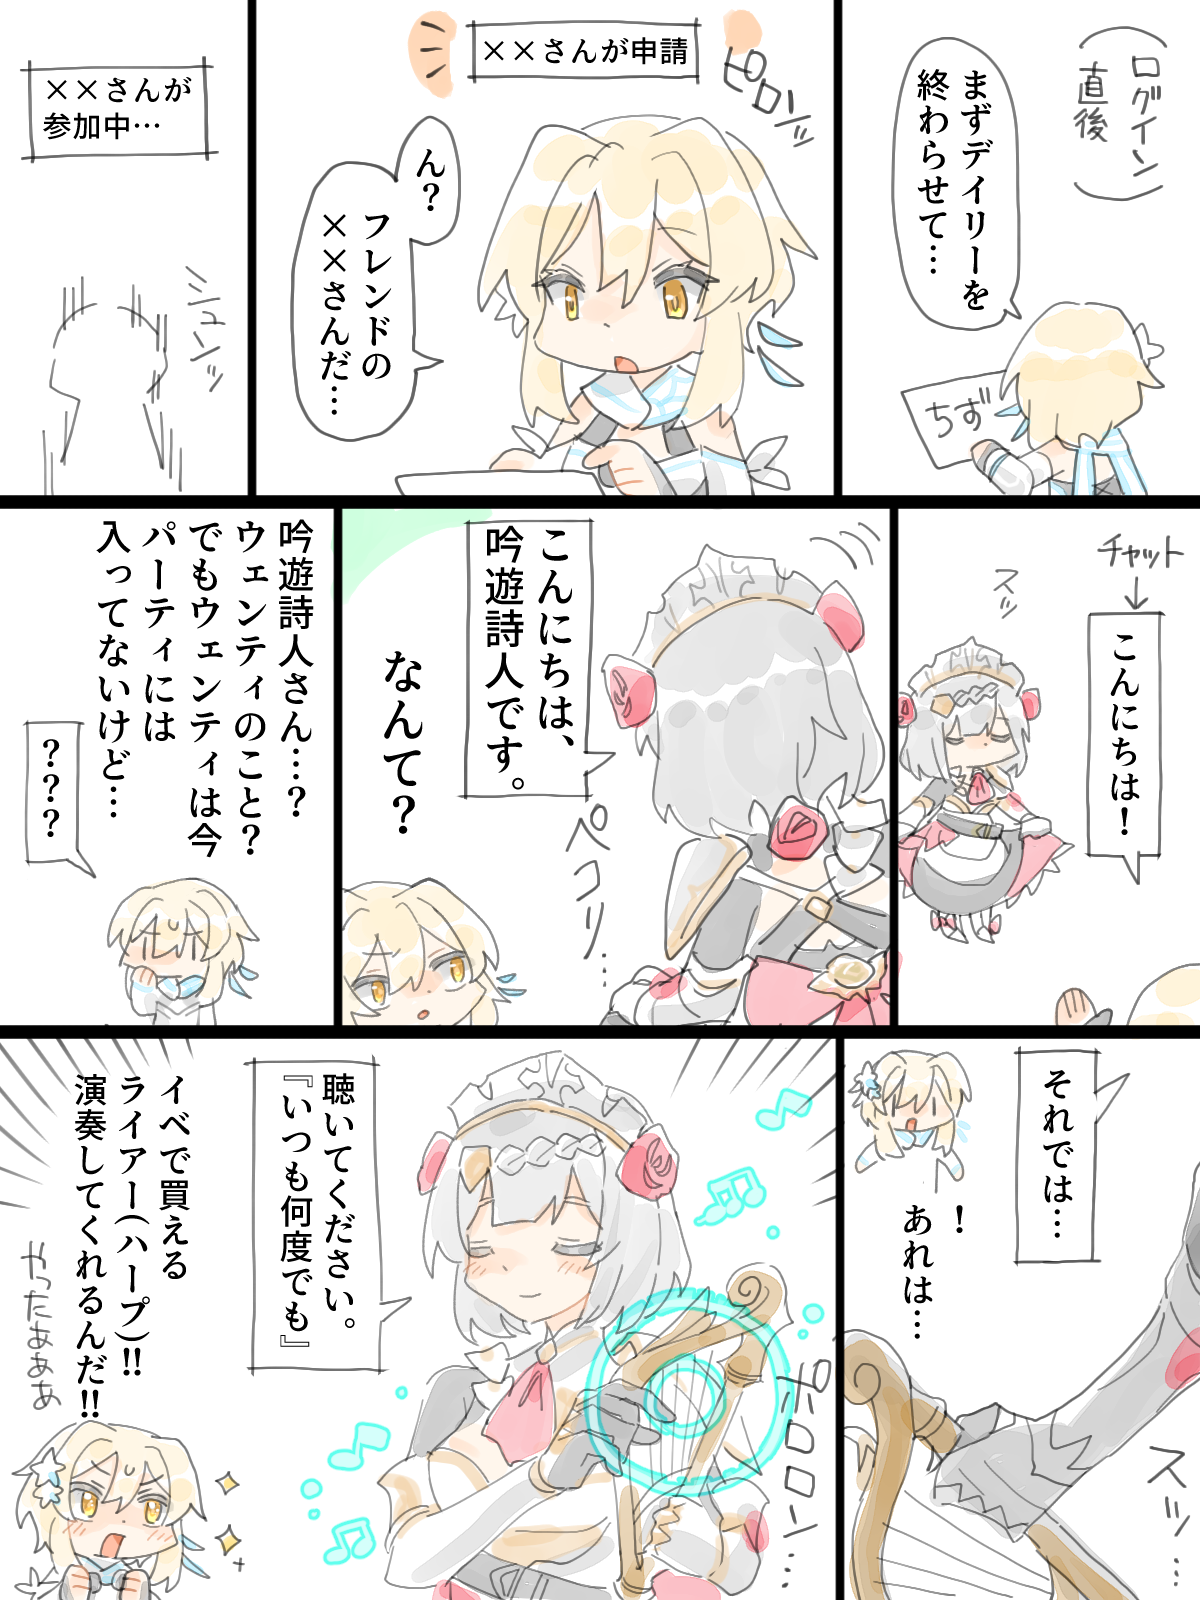 (ログイン
直後)
まずデイリーを
終わらせて…
ちず
××さんが申請
ピロンッ
ん?
フレンドの
××さんだ…
××さんが
参加中…
シュンッ
チャット
スッ
こんにちは!
こんにちは、
吟遊詩人です。
ペコリ…
なんて?
吟遊詩人さん…?
ウェンティのこと?
でもウェンティは今
パーティには
入ってないけど…
???
それでは…
!
あれは…
スッ…
聴いてください。
『いつも何度でも』
ポロロン…
イベで買える
ライアー(ハープ)!!
演奏してくれるんだ!!
やったぁぁぁ